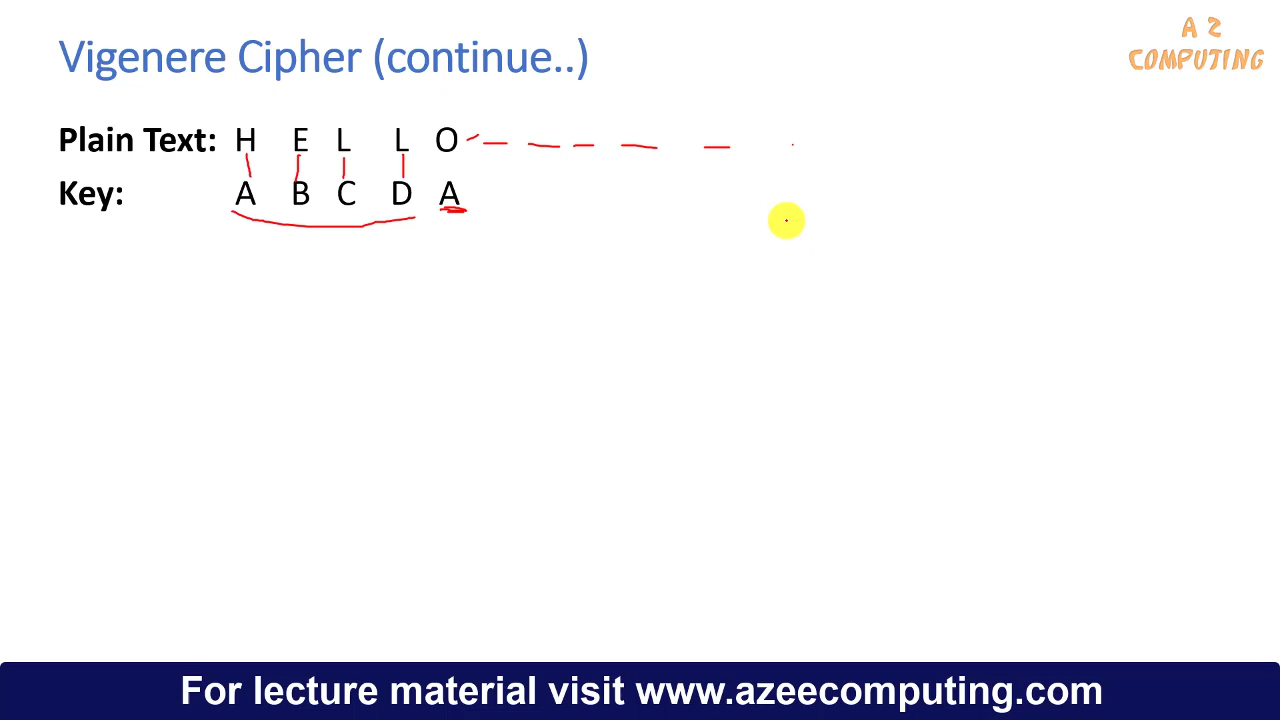 Vigenere Cipher (continue..)
A Z
COMPUTING
Plain Text: H E L L O
Key: A B C D A
For lecture material visit www.azeecomputing.com